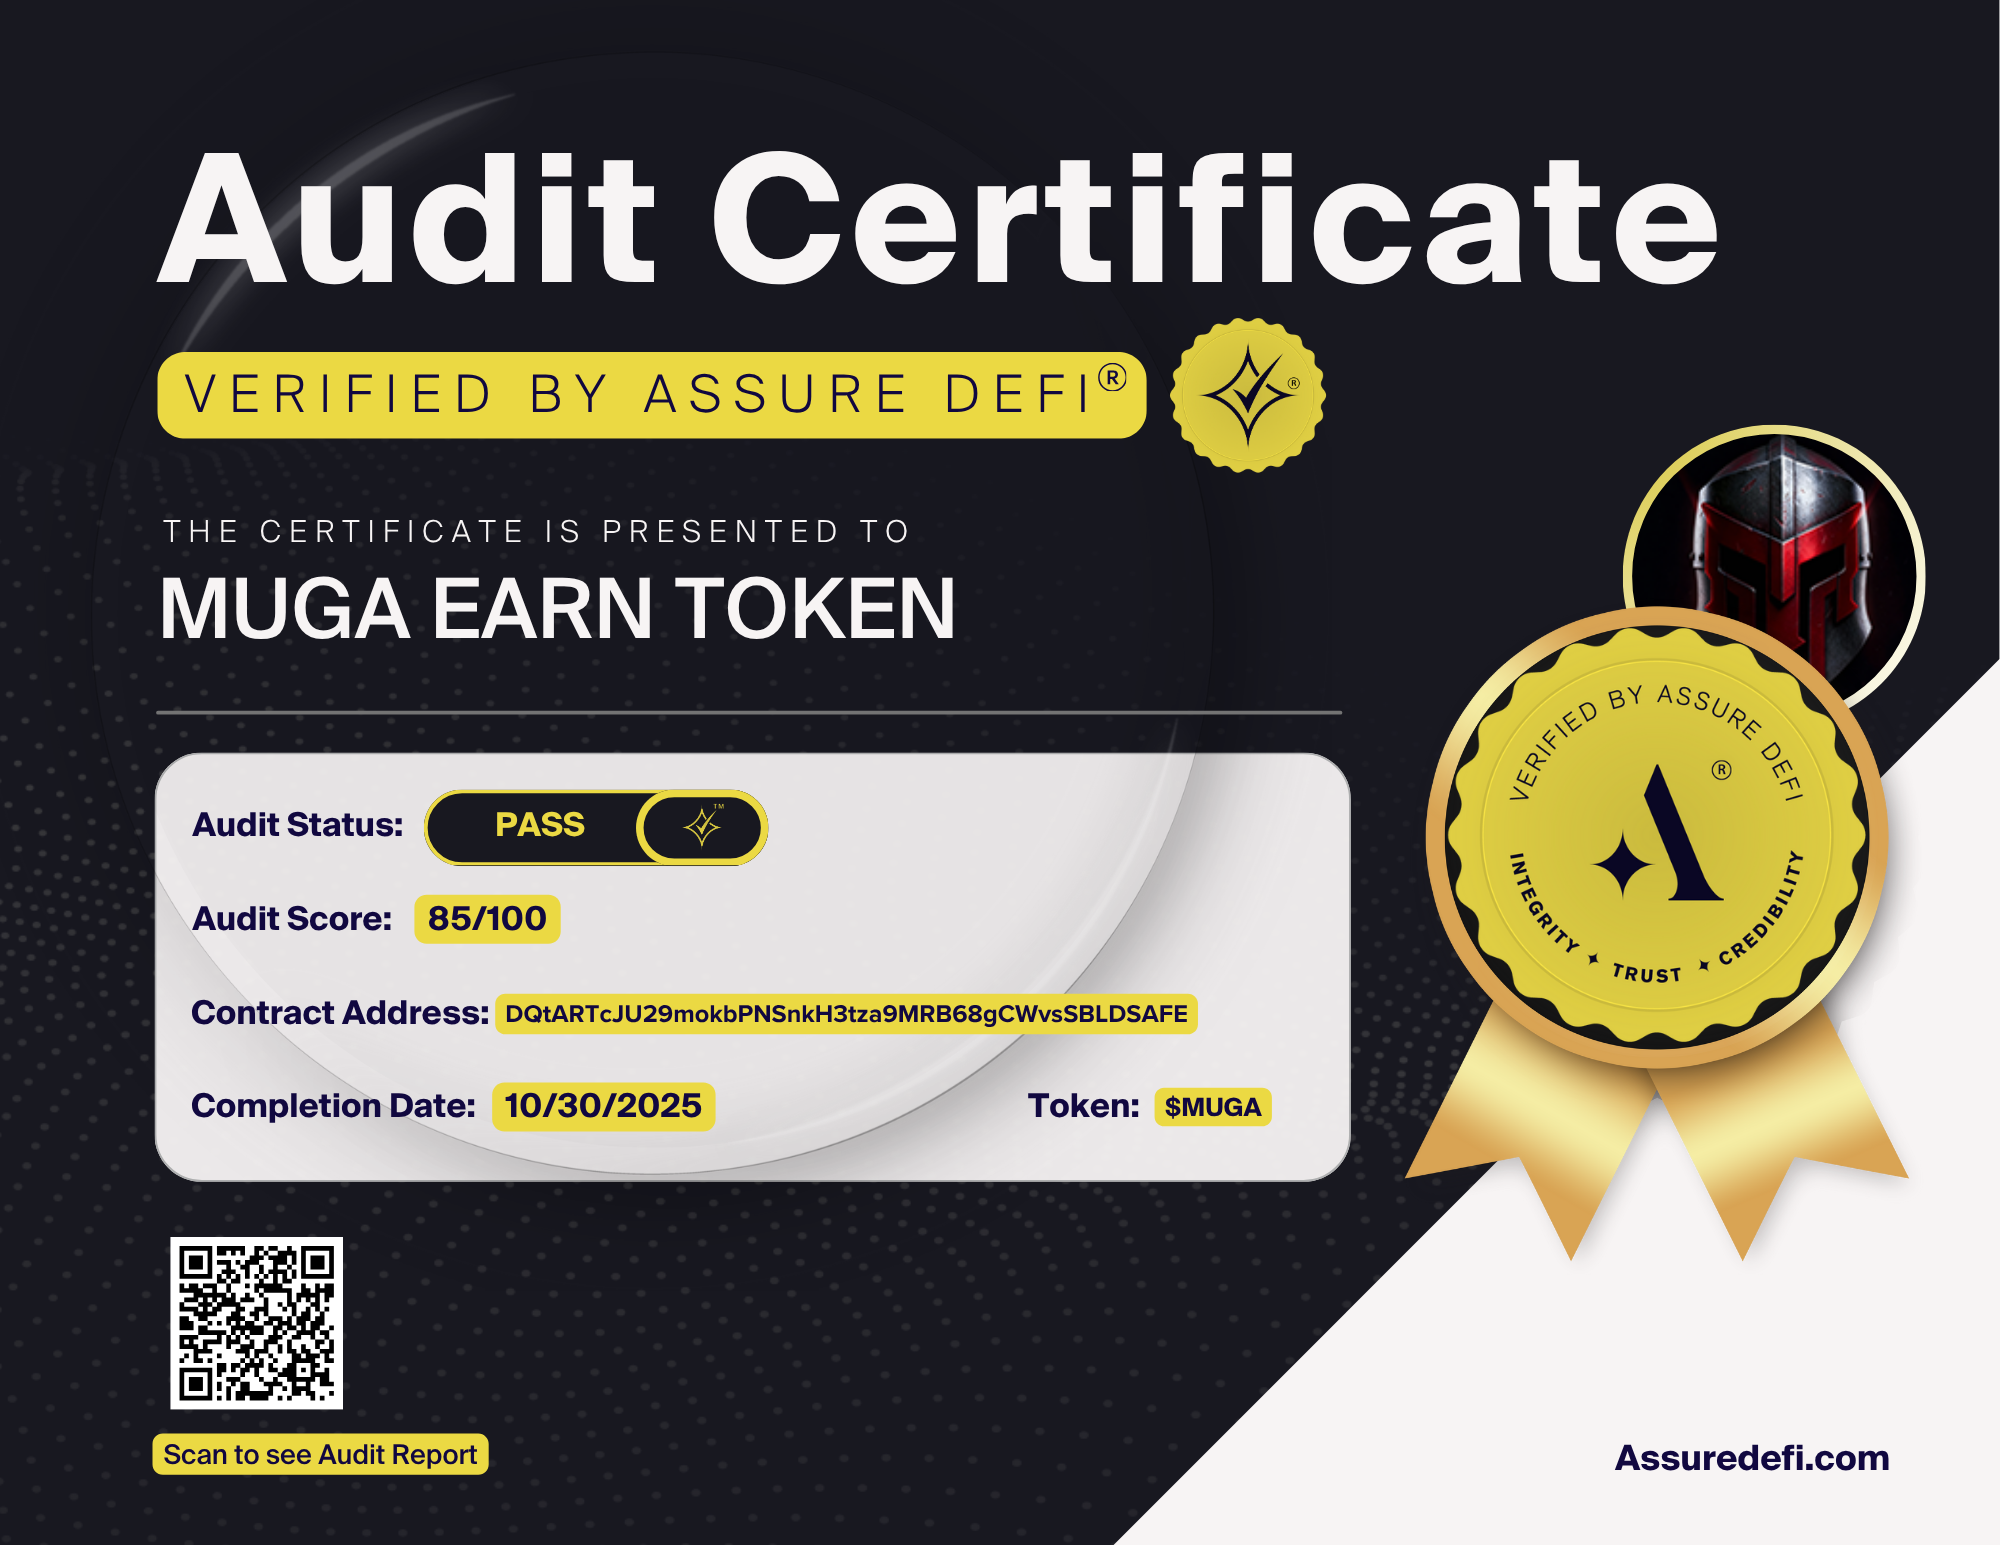 Audit Certificate
VERIFIED BY ASSURE DEFI®
®
THE CERTIFICATE IS PRESENTED TO
MUGA EARN TOKEN
Audit Status: PASS ™
Audit Score: 85/100
Contract Address: DQtARTcJU29mokbPNSnkH3tza9MRB68gCWvsSBLDSAFE
Completion Date: 10/30/2025 Token: $MUGA
VERIFIED BY ASSURE DEFI
®
INTEGRITY ✦ TRUST ✦ CREDIBILITY
Scan to see Audit Report
Assuredefi.com